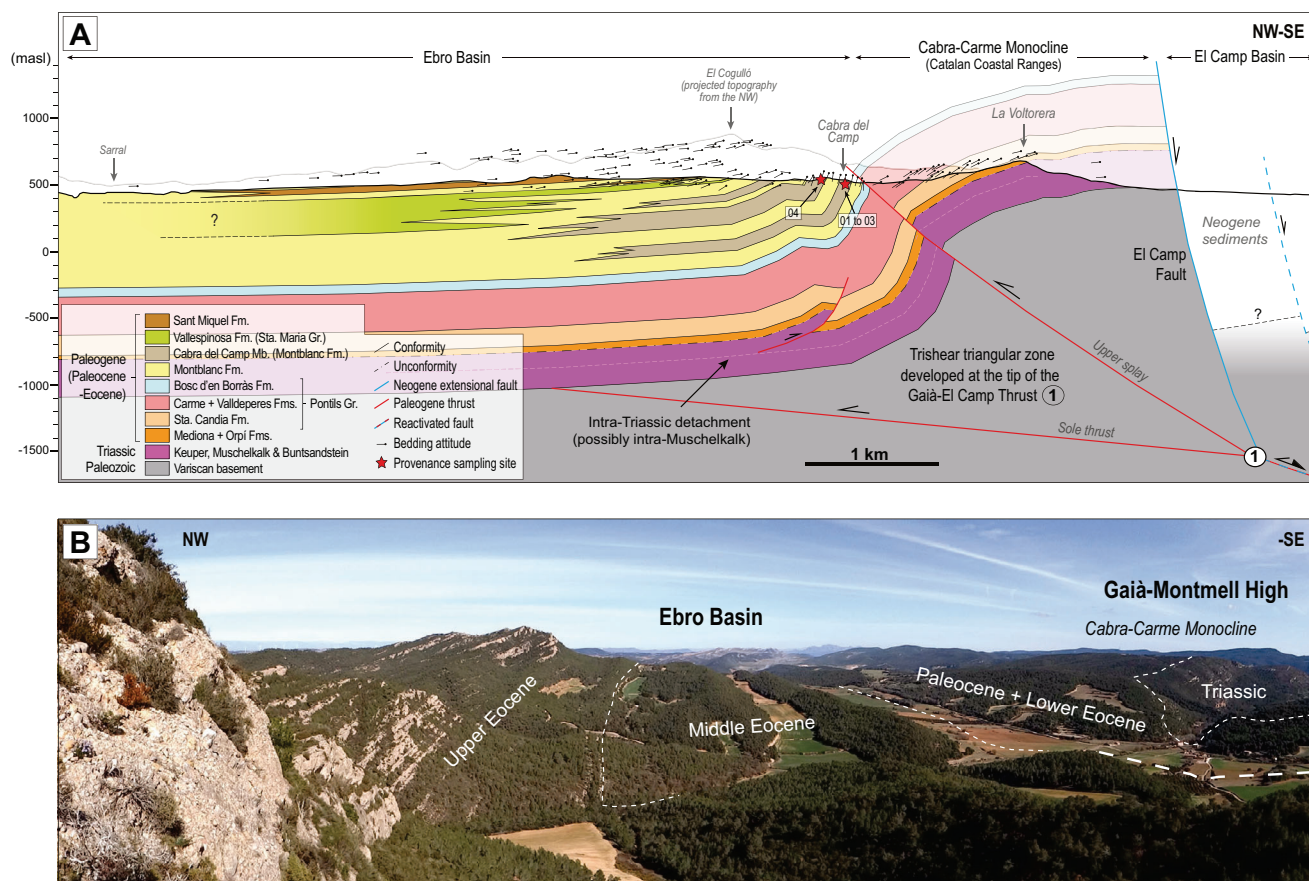 A
NW-SE
(masl)
Ebro Basin
Cabra-Carme Monocline
(Catalan Coastal Ranges)
El Camp Basin
El Cogulló
(projected topography
from the NW)
Sarral
Cabra del
Camp
La Voltorera
1000
500
0
-500
-1000
-1500
?
04
01 to 03
El Camp
Fault
Neogene
sediments
?
Upper splay
Sole thrust
Trishear triangular zone
developed at the tip of the
Gaià-El Camp Thrust 1
Intra-Triassic detachment
(possibly intra-Muschelkalk)
1 km
1
Paleogene
(Paleocene-
-Eocene)
Triassic
Paleozoic
Sant Miquel Fm.
Vallespinosa Fm. (Sta. Maria Gr.)
Cabra del Camp Mb. (Montblanc Fm.)
Montblanc Fm.
Bosc d'en Borràs Fm.
Carme + Valldeperes Fms.
Pontils Gr.
Sta. Candia Fm.
Mediona + Orpí Fms.
Keuper, Muschelkalk & Buntsandstein
Variscan basement
Conformity
Unconformity
Neogene extensional fault
Paleogene thrust
Reactivated fault
Bedding attitude
Provenance sampling site
B
NW
-SE
Ebro Basin
Gaià-Montmell High
Cabra-Carme Monocline
Upper Eocene
Middle Eocene
Paleocene + Lower Eocene
Triassic